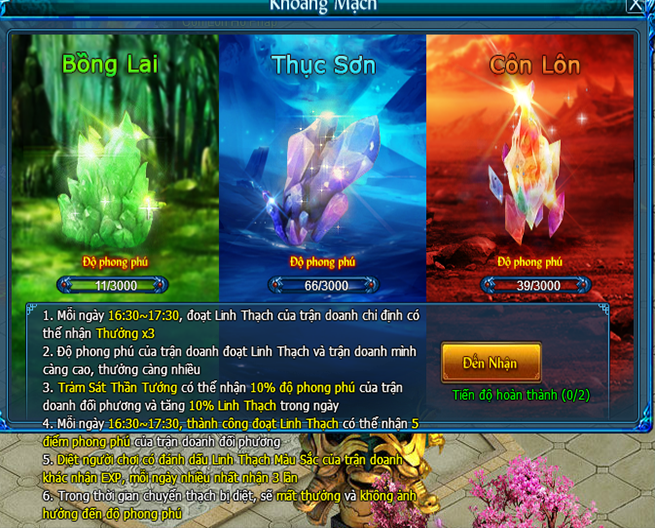 Khoáng Mạch
Bồng Lai
Thục Sơn
Côn Lôn
Độ phong phú
Độ phong phú
Độ phong phú
11/3000
66/3000
39/3000
1. Mỗi ngày 16:30~17:30, đoạt Linh Thạch của trận doanh chỉ định có
thể nhận Thưởng x3
2. Độ phong phú của trận doanh đoạt Linh Thạch và trận doanh mình
càng cao, thưởng càng nhiều
3. Trảm Sát Thần Tướng có thể nhận 10% độ phong phú của trận
doanh đối phương và tăng 10% Linh Thạch trong ngày
4. Mỗi ngày 16:30~17:30, thành công đoạt Linh Thạch có thể nhận 5
điểm phong phú của trận doanh đối phương
5. Diệt người chơi có đánh dấu Linh Thạch Màu Sắc của trận doanh
khác nhận EXP, mỗi ngày nhiều nhất nhận 3 lần
6. Trong thời gian chuyển thạch bị diệt, sẽ mất thưởng và không ảnh
hưởng đến độ phong phú
Đến Nhận
Tiến độ hoàn thành (0/2)